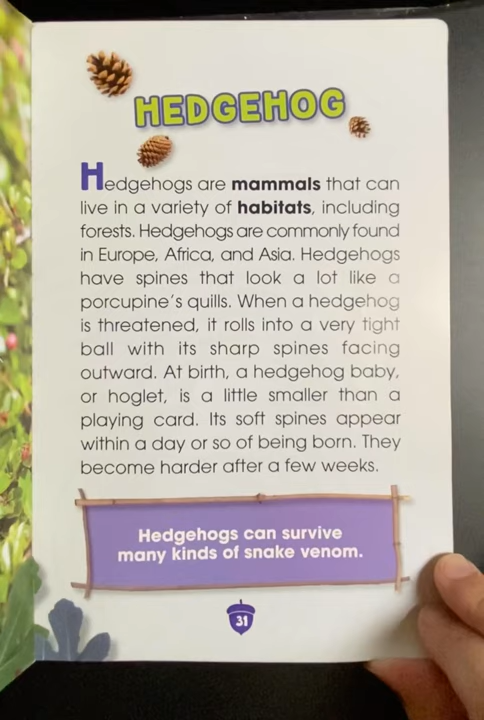 HEDGEHOG
Hedgehogs are mammals that can
live in a variety of habitats, including
forests. Hedgehogs are commonly found
in Europe, Africa, and Asia. Hedgehogs
have spines that look a lot like a
porcupine's quills. When a hedgehog
is threatened, it rolls into a very tight
ball with its sharp spines facing
outward. At birth, a hedgehog baby,
or hoglet, is a little smaller than a
playing card. Its soft spines appear
within a day or so of being born. They
become harder after a few weeks.
Hedgehogs can survive
many kinds of snake venom.
31